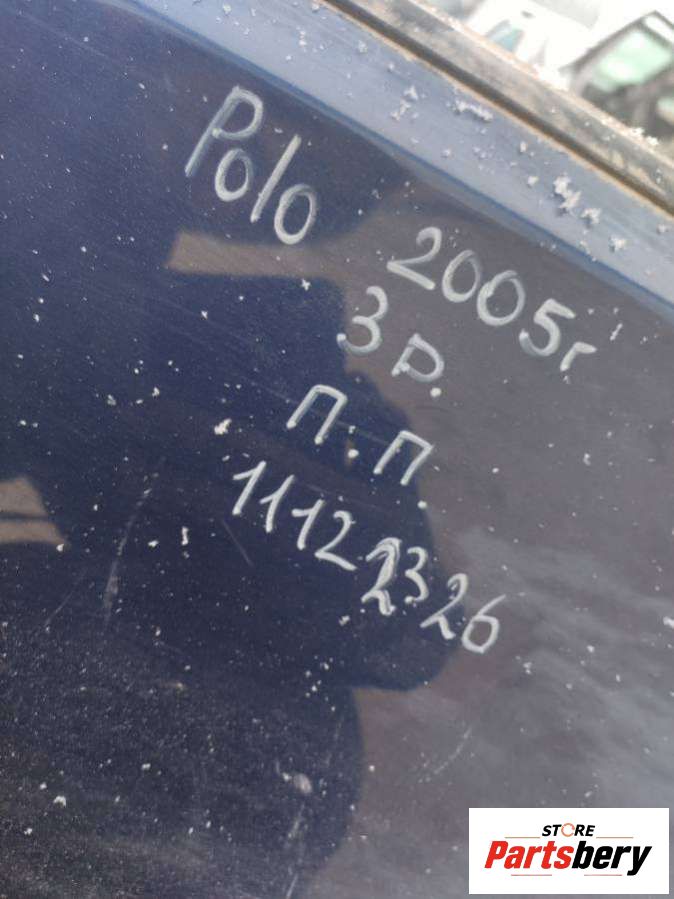 Polo 2005г
3 р.
П.П.
11122326
STORE
Partsbery